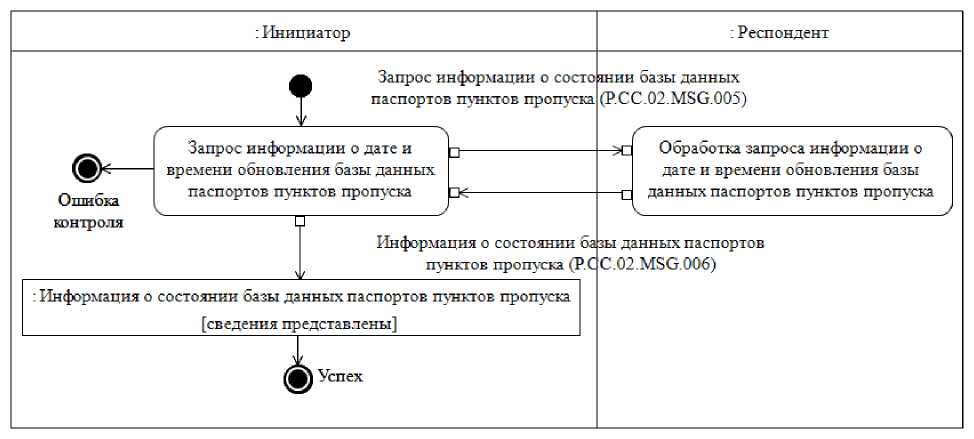 : Инициатор
: Респондент
Запрос информации о состоянии базы данных
паспортов пунктов пропуска (P.CC.02.MSG.005)
Запрос информации о дате и
времени обновления базы данных
паспортов пунктов пропуска
Обработка запроса информации о
дате и времени обновления базы
данных паспортов пунктов пропуска
Ошибка
контроля
Информация о состоянии базы данных паспортов
пунктов пропуска (P.CC.02.MSG.006)
: Информация о состоянии базы данных паспортов пунктов пропуска
[сведения представлены]
Успех